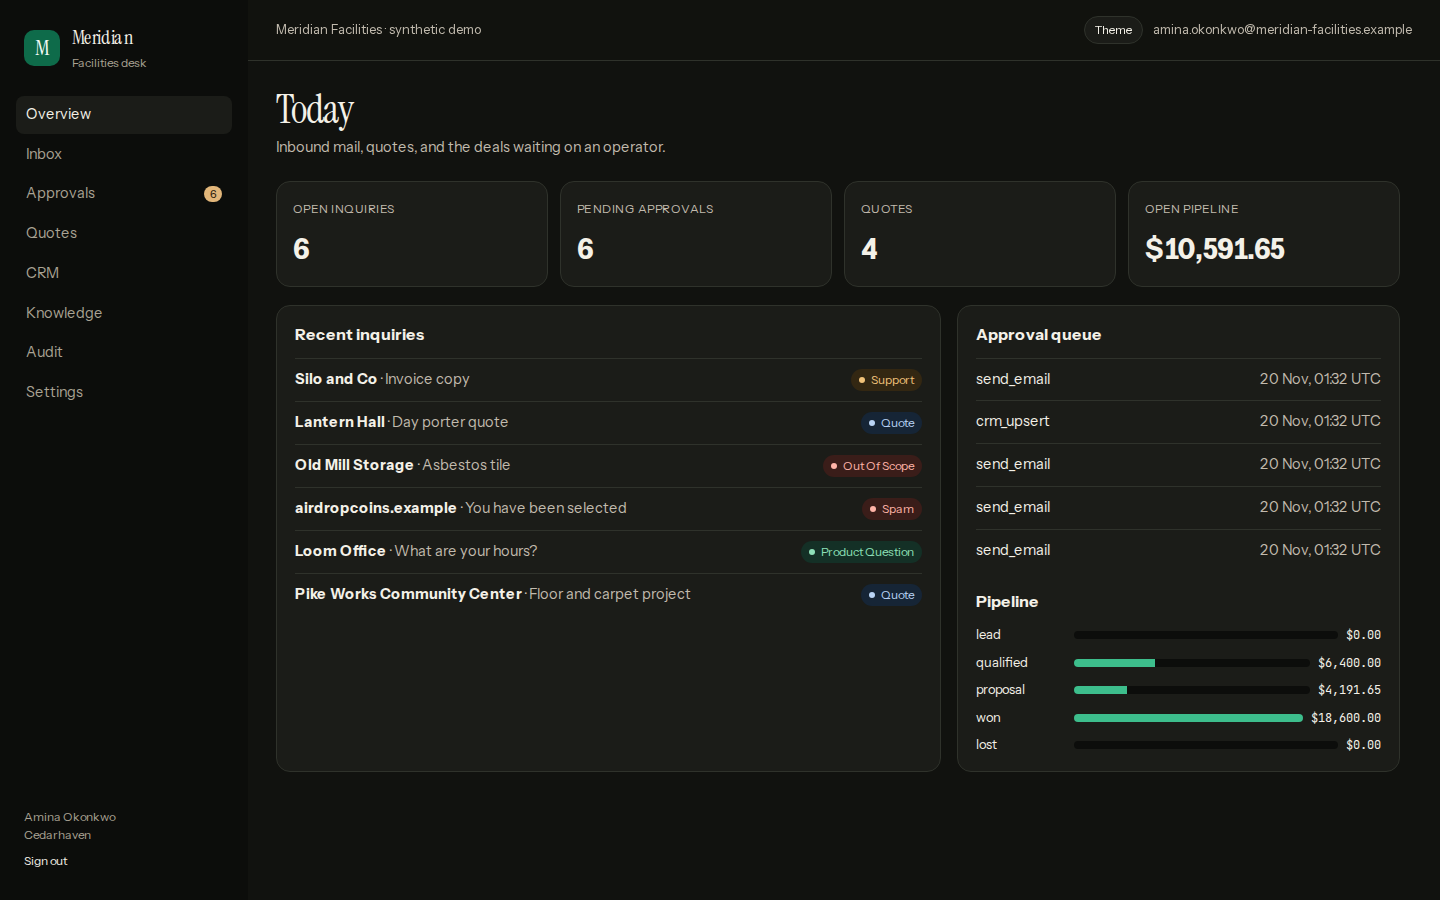 M
Meridian
Facilities desk
Overview
Inbox
Approvals 6
Quotes
CRM
Knowledge
Audit
Settings
Amina Okonkwo
Cedarhaven
Sign out
Meridian Facilities · synthetic demo
Theme
amina.okonkwo@meridian-facilities.example
Today
Inbound mail, quotes, and the deals waiting on an operator.
OPEN INQUIRIES
6
PENDING APPROVALS
6
QUOTES
4
OPEN PIPELINE
$10,591.65
Recent inquiries
Silo and Co · Invoice copy Support
Lantern Hall · Day porter quote Quote
Old Mill Storage · Asbestos tile Out Of Scope
airdropcoins.example · You have been selected Spam
Loom Office · What are your hours? Product Question
Pike Works Community Center · Floor and carpet project Quote
Approval queue
send_email 20 Nov, 01:32 UTC
crm_upsert 20 Nov, 01:32 UTC
send_email 20 Nov, 01:32 UTC
send_email 20 Nov, 01:32 UTC
send_email 20 Nov, 01:32 UTC
Pipeline
lead $0.00
qualified $6,400.00
proposal $4,191.65
won $18,600.00
lost $0.00